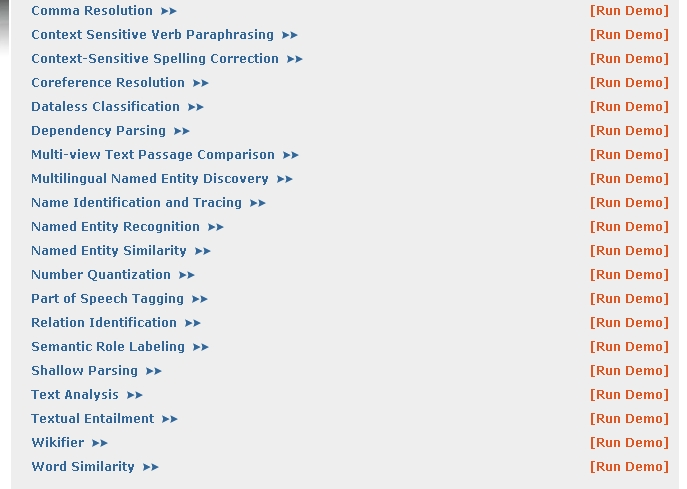 Comma Resolution ➤➤ [Run Demo]
Context Sensitive Verb Paraphrasing ➤➤ [Run Demo]
Context-Sensitive Spelling Correction ➤➤ [Run Demo]
Coreference Resolution ➤➤ [Run Demo]
Dataless Classification ➤➤ [Run Demo]
Dependency Parsing ➤➤ [Run Demo]
Multi-view Text Passage Comparison ➤➤ [Run Demo]
Multilingual Named Entity Discovery ➤➤ [Run Demo]
Name Identification and Tracing ➤➤ [Run Demo]
Named Entity Recognition ➤➤ [Run Demo]
Named Entity Similarity ➤➤ [Run Demo]
Number Quantization ➤➤ [Run Demo]
Part of Speech Tagging ➤➤ [Run Demo]
Relation Identification ➤➤ [Run Demo]
Semantic Role Labeling ➤➤ [Run Demo]
Shallow Parsing ➤➤ [Run Demo]
Text Analysis ➤➤ [Run Demo]
Textual Entailment ➤➤ [Run Demo]
Wikifier ➤➤ [Run Demo]
Word Similarity ➤➤ [Run Demo]